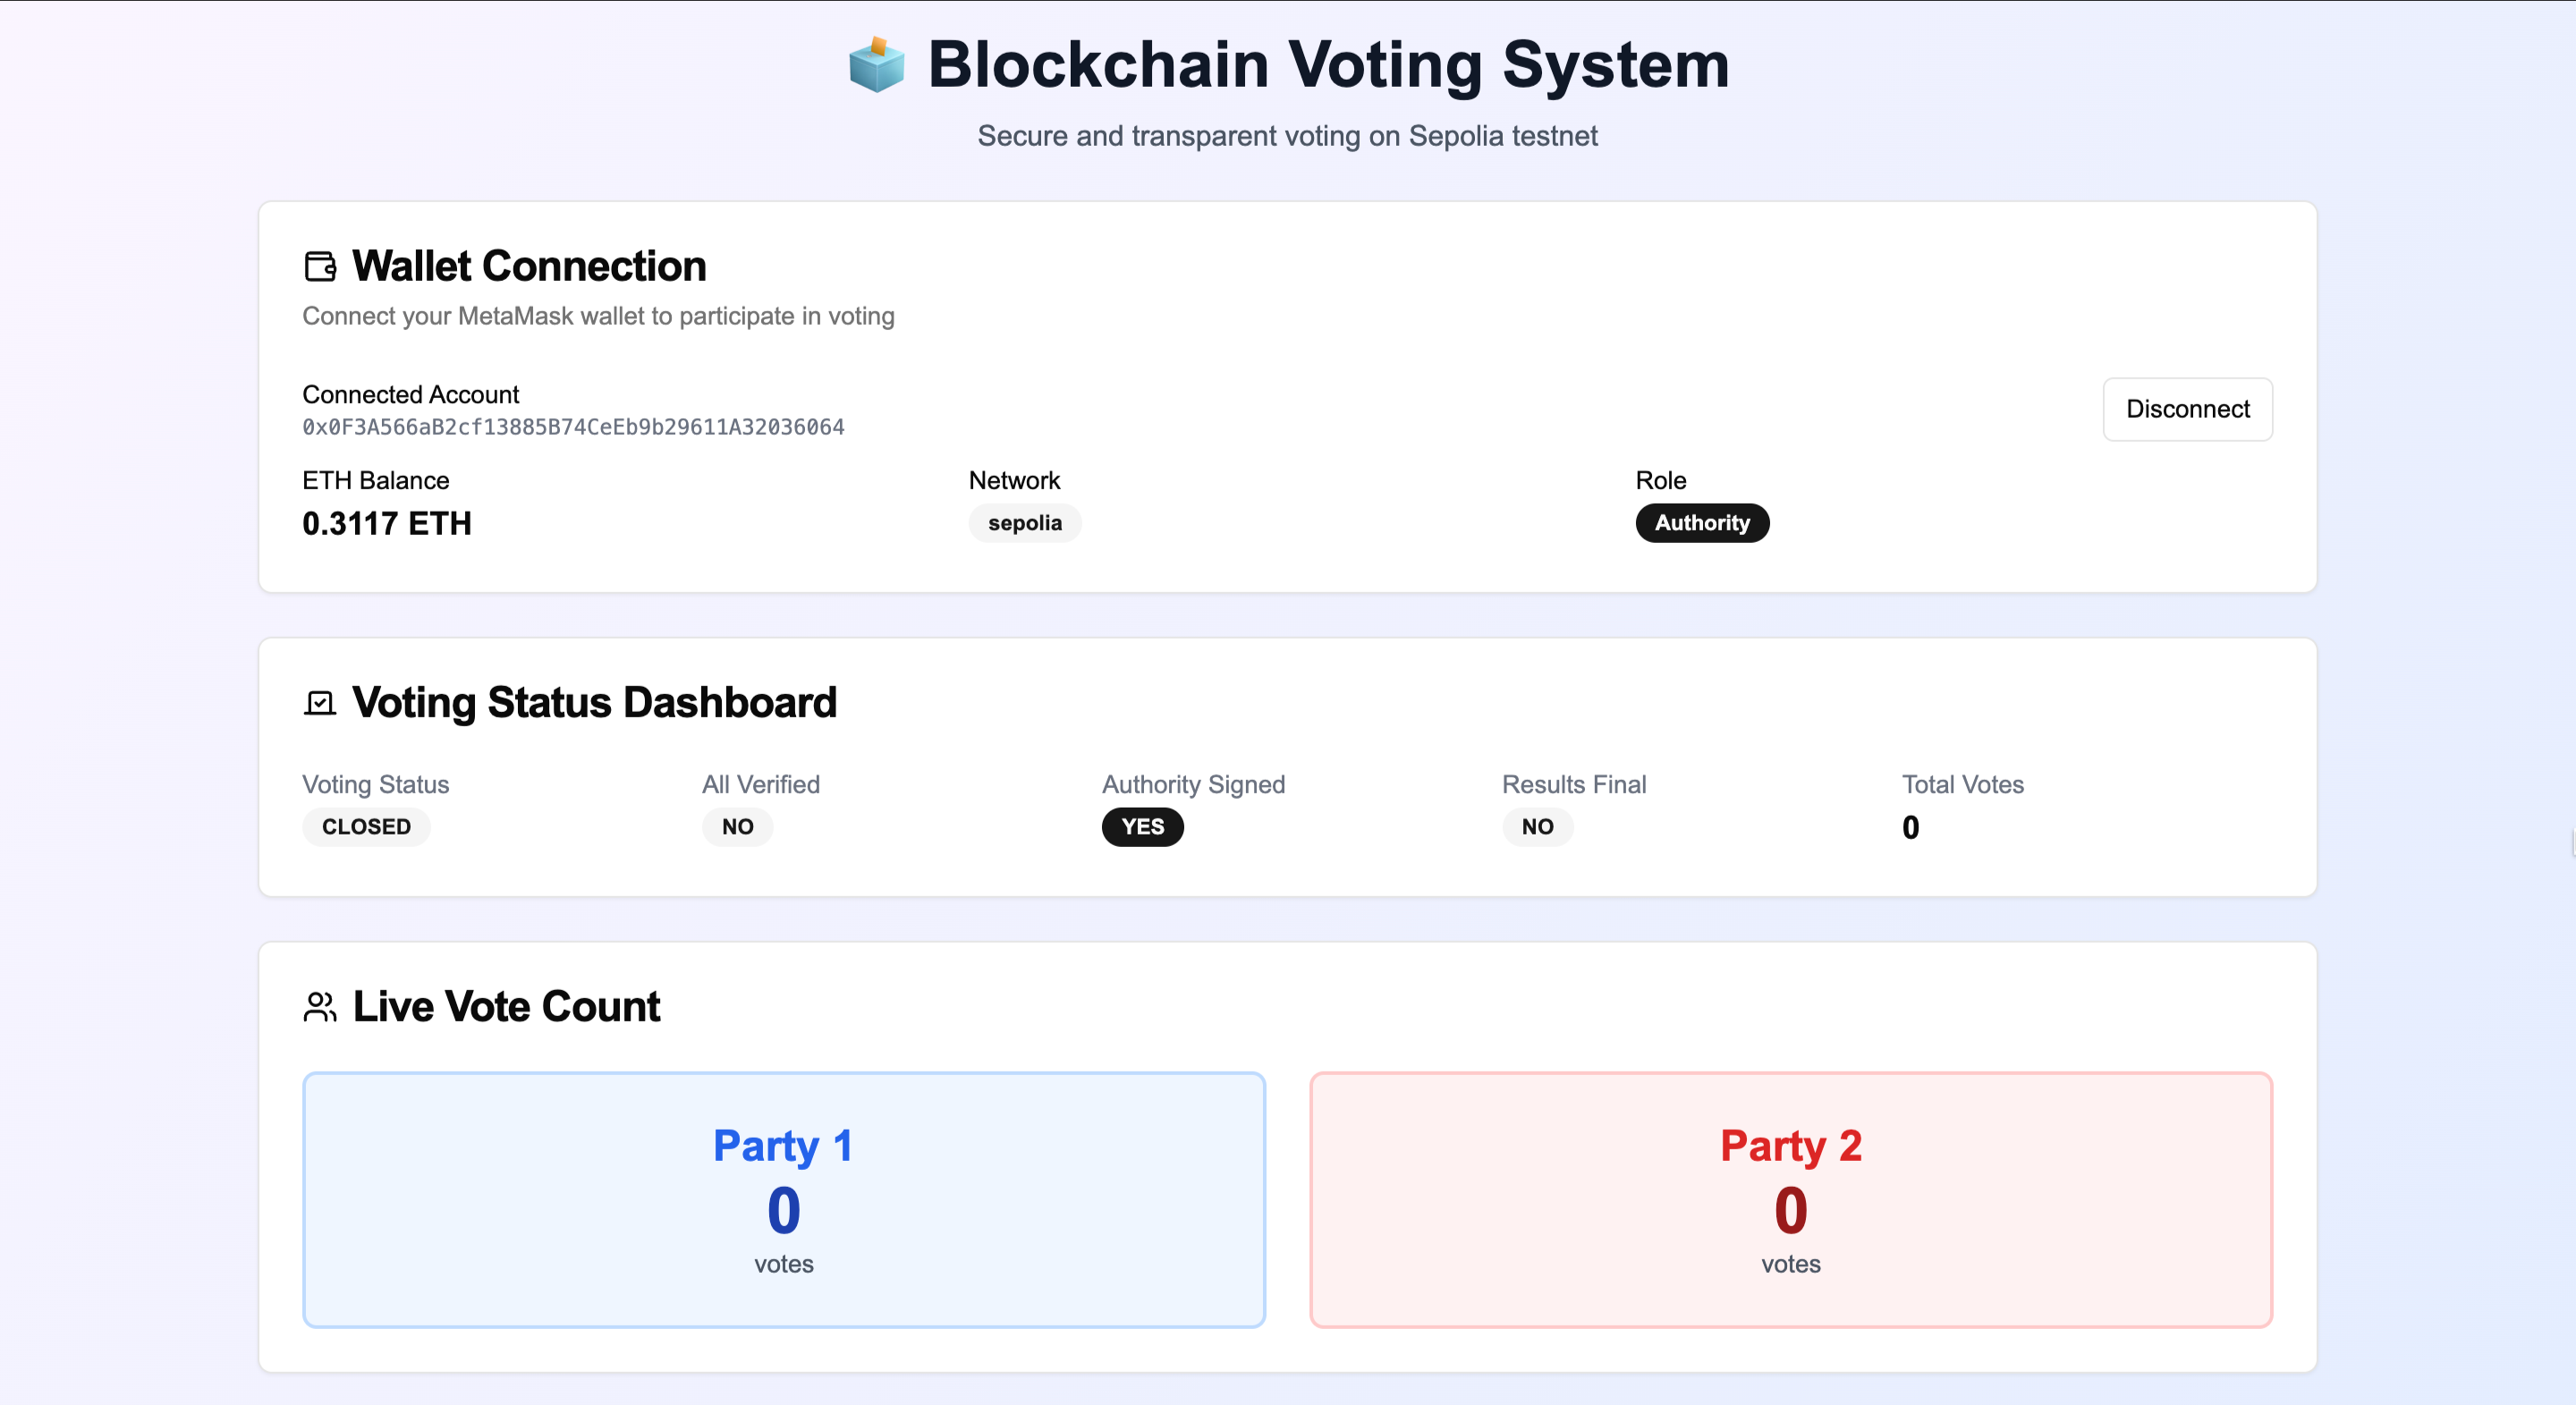 Blockchain Voting System
Secure and transparent voting on Sepolia testnet
Wallet Connection
Connect your MetaMask wallet to participate in voting
Connected Account
0x0F3A566aB2cf13885B74CeEb9b29611A32036064
Disconnect
ETH Balance
0.3117 ETH
Network
sepolia
Role
Authority
Voting Status Dashboard
Voting Status
CLOSED
All Verified
NO
Authority Signed
YES
Results Final
NO
Total Votes
0
Live Vote Count
Party 1
0
votes
Party 2
0
votes